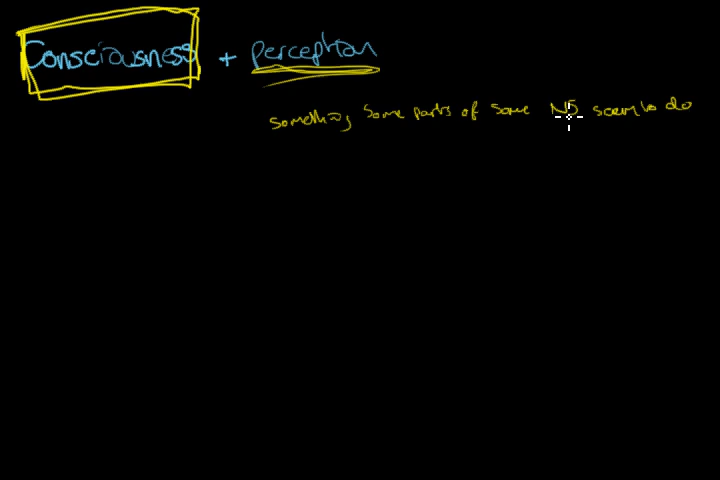 Consciousness + perception
something some parts of some NS seem to do